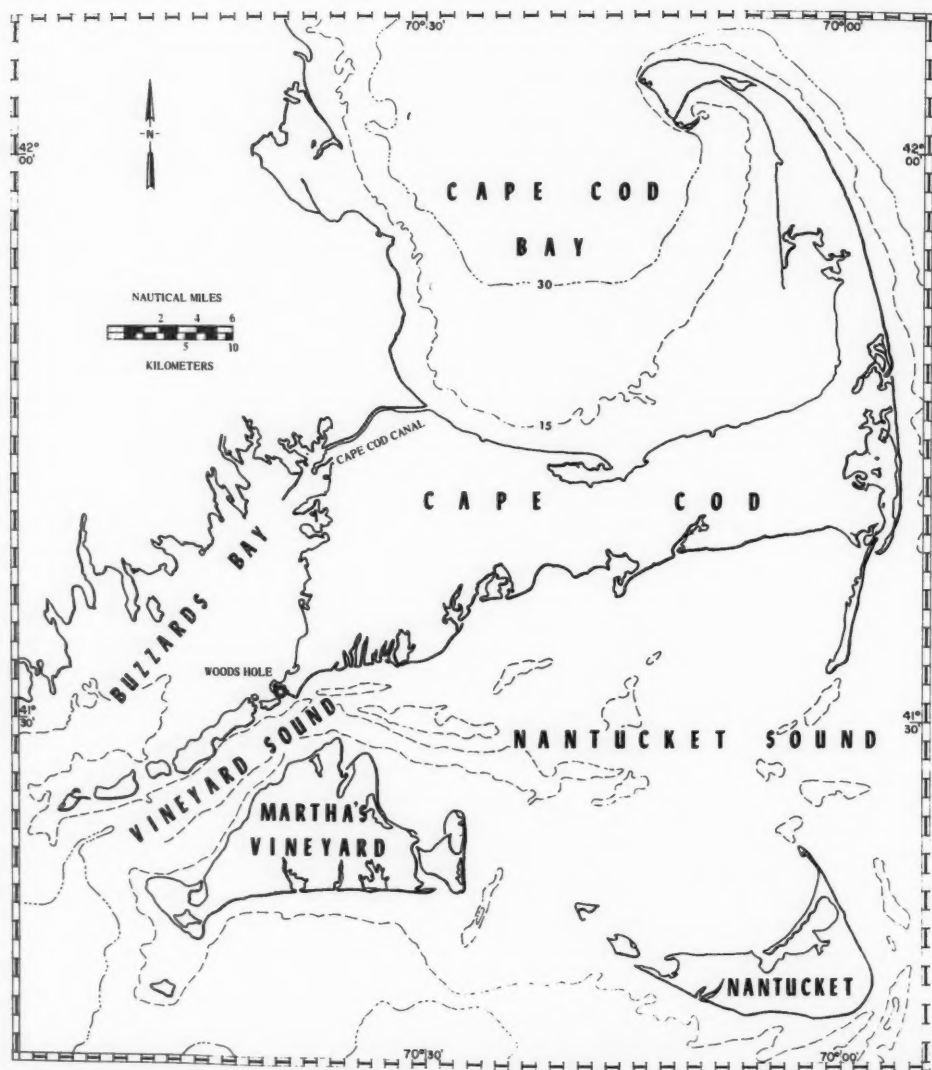 70°30'
70°00'
N
42°
00'
42°
00'
CAPE COD
BAY
30
NAUTICAL MILES
2 4 6
5 10
KILOMETERS
15
CAPE COD CANAL
CAPE COD
BUZZARDS BAY
WOODS HOLE
41°
30'
41°
30'
VINEYARD SOUND
NANTUCKET SOUND
MARTHA'S
VINEYARD
NANTUCKET
70°30'
70°00'